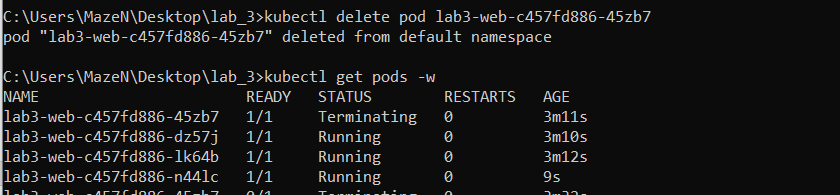 C:\Users\MazeN\Desktop\lab_3>kubectl delete pod lab3-web-c457fd886-45zb7
pod "lab3-web-c457fd886-45zb7" deleted from default namespace
C:\Users\MazeN\Desktop\lab_3>kubectl get pods -w
NAME                       READY   STATUS        RESTARTS   AGE
lab3-web-c457fd886-45zb7   1/1     Terminating   0          3m11s
lab3-web-c457fd886-dz57j   1/1     Running       0          3m10s
lab3-web-c457fd886-lk64b   1/1     Running       0          3m12s
lab3-web-c457fd886-n44lc   1/1     Running       0          9s